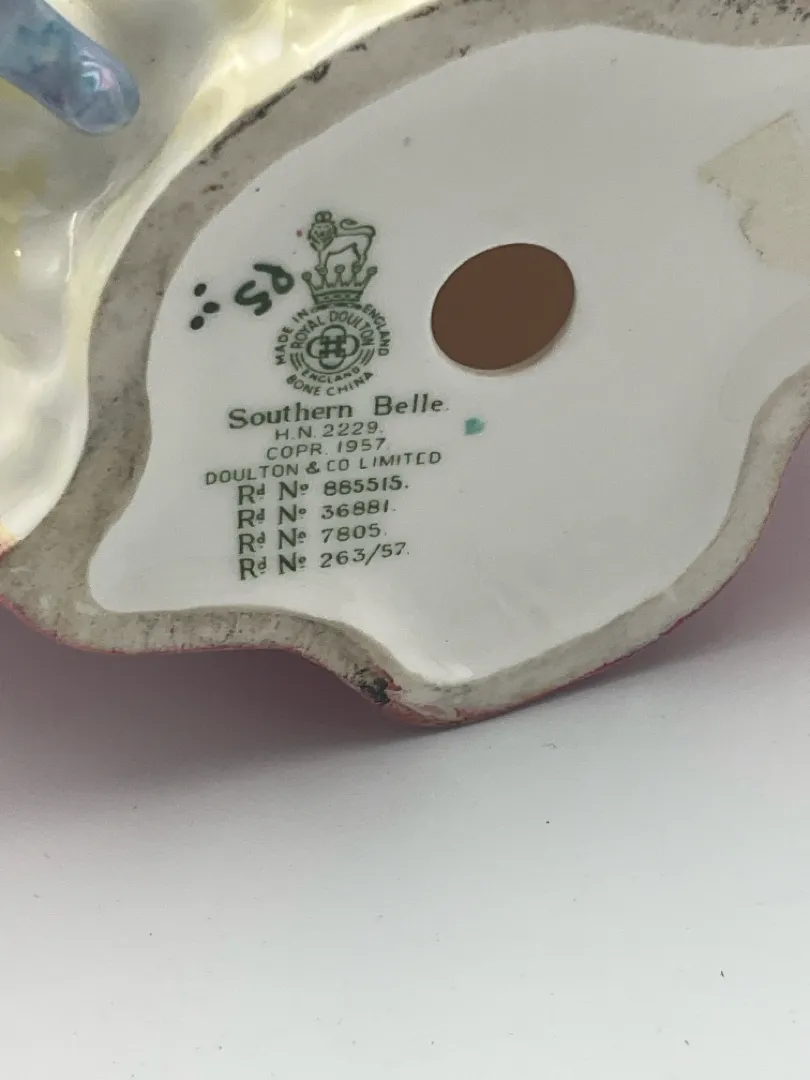 MADE IN ENGLAND
ROYAL DOULTON
ENGLAND
BONE CHINA
Southern Belle.
H.N. 2229.
COPR. 1957.
DOULTON & CO LIMITED
Rd No 885515.
Rd No 36881.
Rd No 7805.
Rd No 263/57.